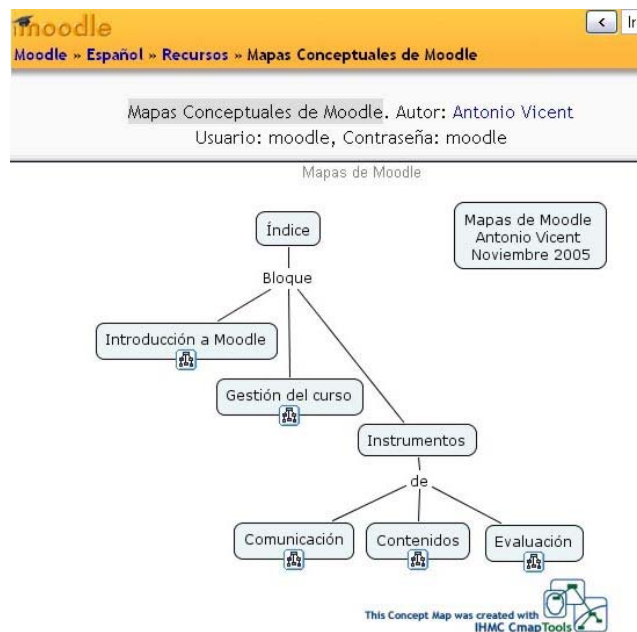 moodle
Ir
Moodle » Español » Recursos » Mapas Conceptuales de Moodle
Mapas Conceptuales de Moodle. Autor: Antonio Vicent
Usuario: moodle, Contraseña: moodle
Mapas de Moodle
Índice
Mapas de Moodle
Antonio Vicent
Noviembre 2005
Bloque
Introducción a Moodle
Gestión del curso
Instrumentos
de
Comunicación
Contenidos
Evaluación
This Concept Map was created with
IHMC CmapTools